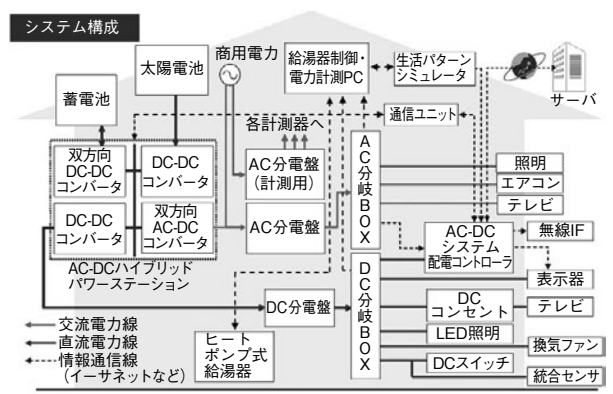 システム構成
蓄電池
太陽電池
商用電力
給湯器制御・
電力計測PC
生活パターン
シミュレータ
サーバ
各計測器へ
通信ユニット
双方向
DC-DC
コンバータ
DC-DC
コンバータ
AC分電盤
(計測用)
AC分岐BOX
照明
エアコン
テレビ
DC-DC
コンバータ
双方向
AC-DC
コンバータ
AC分電盤
AC-DC
システム
配電コントローラ
無線IF
AC-DCハイブリッド
パワーステーション
表示器
DC分電盤
DC分岐BOX
DC
コンセント
テレビ
LED照明
換気ファン
DCスイッチ
統合センサ
ヒート
ポンプ式
給湯器
交流電力線
直流電力線
情報通信線
(イーサネットなど)